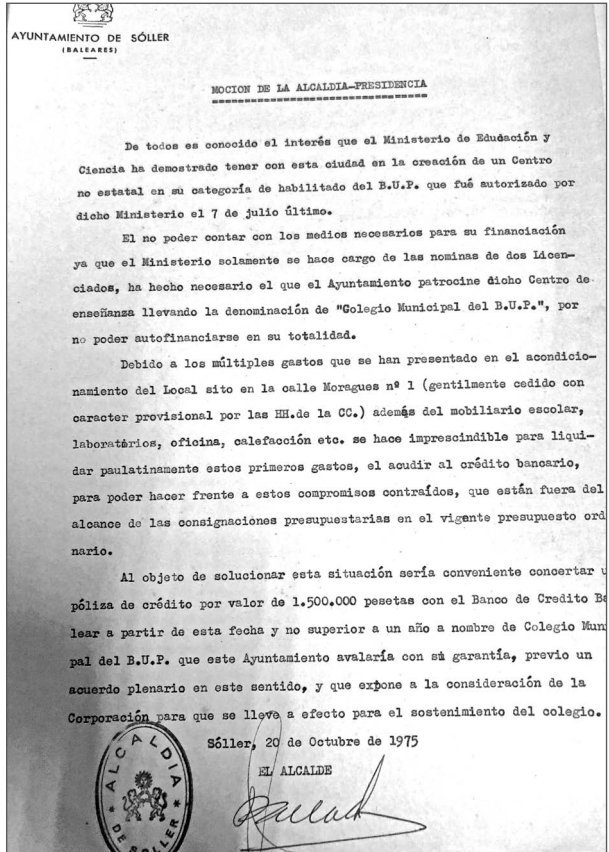 AYUNTAMIENTO DE SÓLLER
(BALEARES)
MOCION DE LA ALCALDIA-PRESIDENCIA
De todos es conocido el interés que el Ministerio de Educación y
Ciencia ha demostrado tener con esta ciudad en la creación de un Centro
no estatal en su categoría de habilitado del B.U.P. que fué autorizado por
dicho Ministerio el 7 de julio último.
El no poder contar con los medios necesarios para su financiación
ya que el Ministerio solamente se hace cargo de las nominas de dos Licen-
ciados, ha hecho necesario el que el Ayuntamiento patrocine dicho Centro de
enseñanza llevando la denominación de "Colegio Municipal del B.U.P.", por
no poder autofinanciarse en su totalidad.
Debido a los múltiples gastos que se han presentado en el acondicio-
namiento del Local sito en la calle Moragues nº 1 (gentilmente cedido con
caracter provisional por las HH.de la CC.) además del mobiliario escolar,
laboratorios, oficina, calefacción etc. se hace imprescindible para liqui-
dar paulatinamente estos primeros gastos, el acudir al crédito bancario,
para poder hacer frente a estos compromisos contraídos, que están fuera del
alcance de las consignaciones presupuestarias en el vigente presupuesto ord
nario.
Al objeto de solucionar esta situación sería conveniente concertar
póliza de crédito por valor de 1.500.000 pesetas con el Banco de Credito Ba
lear a partir de esta fecha y no superior a un año a nombre de Colegio Mun
pal del B.U.P. que este Ayuntamiento avalaría con su garantía, previo un
acuerdo plenario en este sentido, y que expone a la consideración de la
Corporación para que se lleve a efecto para el sostenimiento del colegio.
Sóller, 20 de Octubre de 1975
EL ALCALDE
ALCALDIA
DE SOLLER